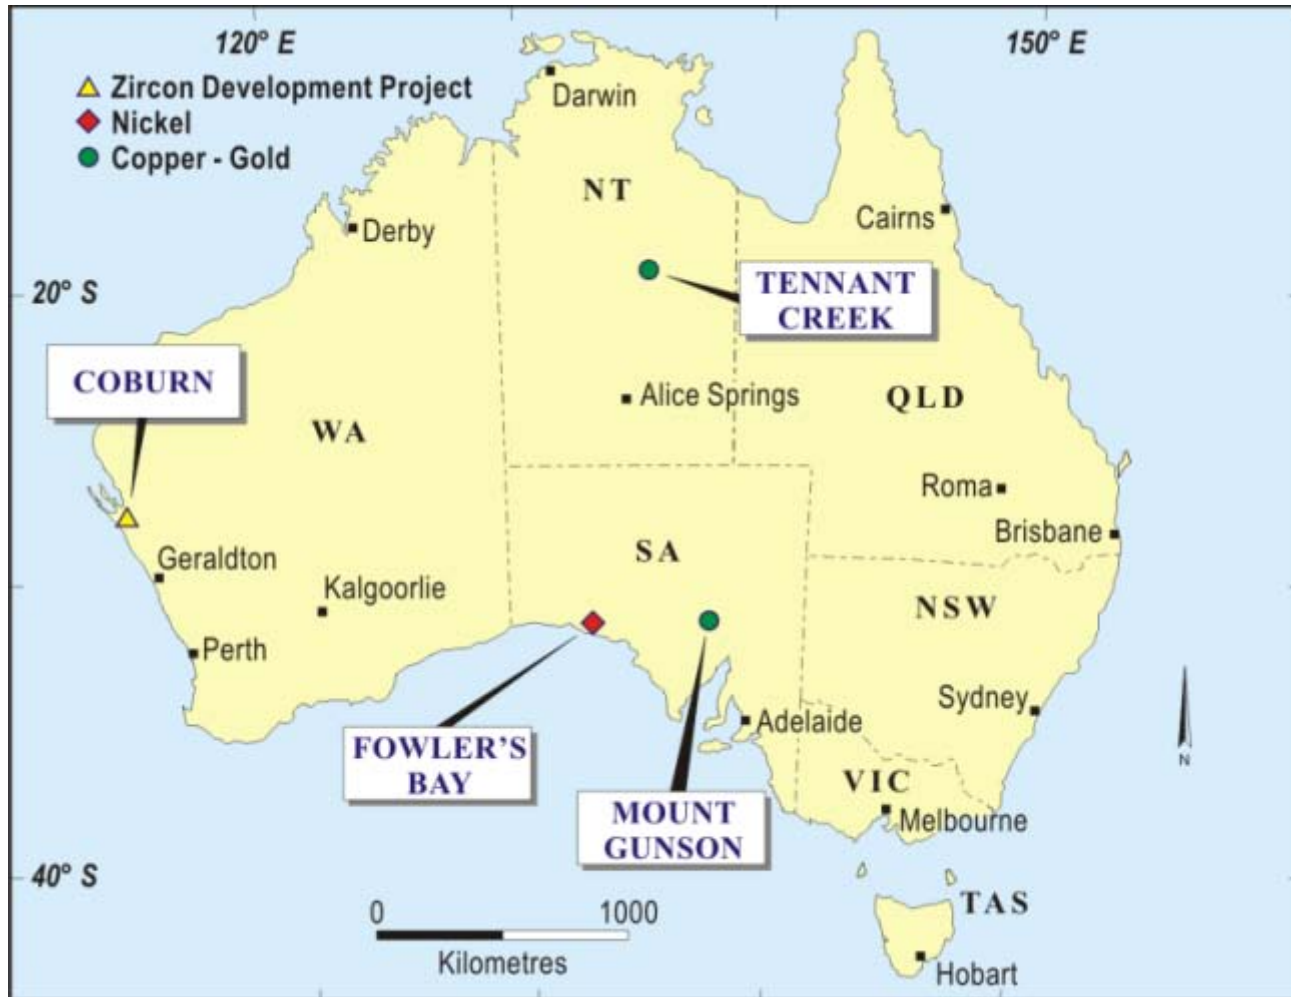 120° E
150° E
Zircon Development Project
Nickel
Copper - Gold
Darwin
NT
Cairns
Derby
20° S
TENNANT
CREEK
COBURN
Alice Springs
QLD
WA
Roma
Brisbane
SA
Geraldton
Kalgoorlie
NSW
Perth
Sydney
Adelaide
FOWLER'S
BAY
N
VIC
MOUNT
GUNSON
Melbourne
40° S
TAS
0 1000
Kilometres
Hobart